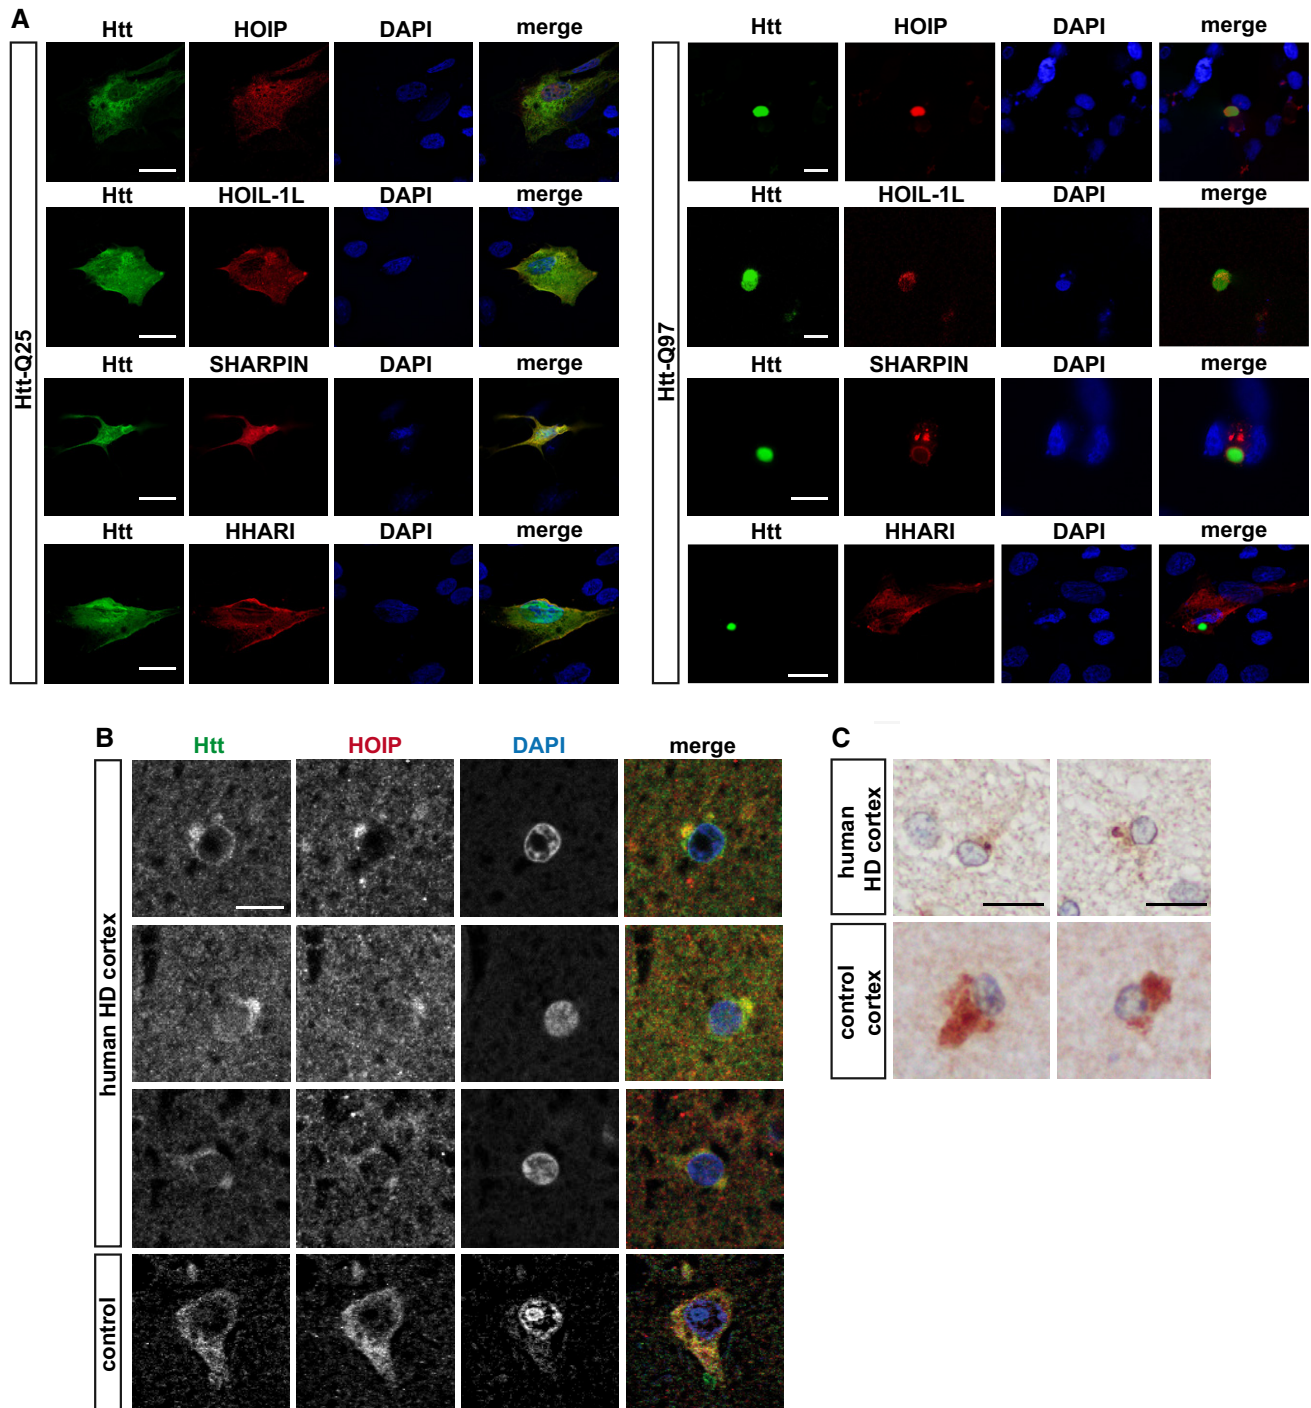 A
Htt HOIP DAPI merge
Htt HOIP DAPI merge
Htt HOIL-1L DAPI merge
Htt HOIL-1L DAPI merge
Htt-Q25
Htt-Q97
Htt SHARPIN DAPI merge
Htt SHARPIN DAPI merge
Htt HHARI DAPI merge
Htt HHARI DAPI merge
B
Htt HOIP DAPI merge
human HD cortex
control
C
human
HD cortex
control
cortex